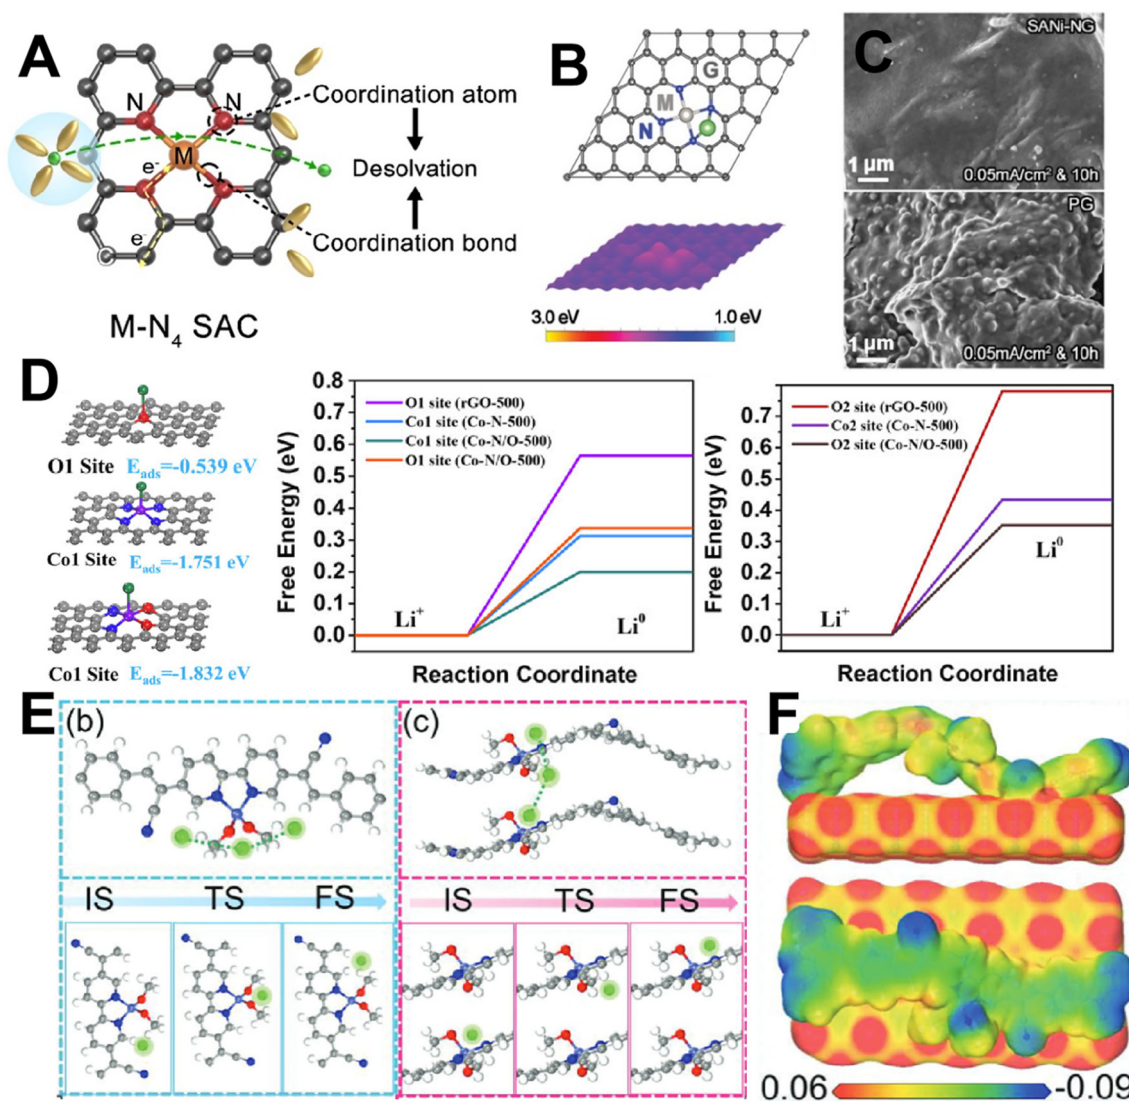 A
N
N
M
e-
e-
Coordination atom
Desolvation
Coordination bond
M-N4 SAC
B
G
M
N
3.0 eV
1.0 eV
C
SANi-NG
1 μm
0.05mA/cm² & 10h
PG
1 μm
0.05mA/cm² & 10h
D
O1 Site Eads=-0.539 eV
Co1 Site Eads=-1.751 eV
Co1 Site Eads=-1.832 eV
Free Energy (eV)
0.8
0.7
0.6
0.5
0.4
0.3
0.2
0.1
0.0
O1 site (rGO-500)
Co1 site (Co-N-500)
Co1 site (Co-N/O-500)
O1 site (Co-N/O-500)
Li+
Li0
Reaction Coordinate
Free Energy (eV)
0.7
0.6
0.5
0.4
0.3
0.2
0.1
0.0
O2 site (rGO-500)
Co2 site (Co-N-500)
O2 site (Co-N/O-500)
Li+
Li0
Reaction Coordinate
E
(b)
IS TS FS
(c)
IS TS FS
F
0.06
-0.09